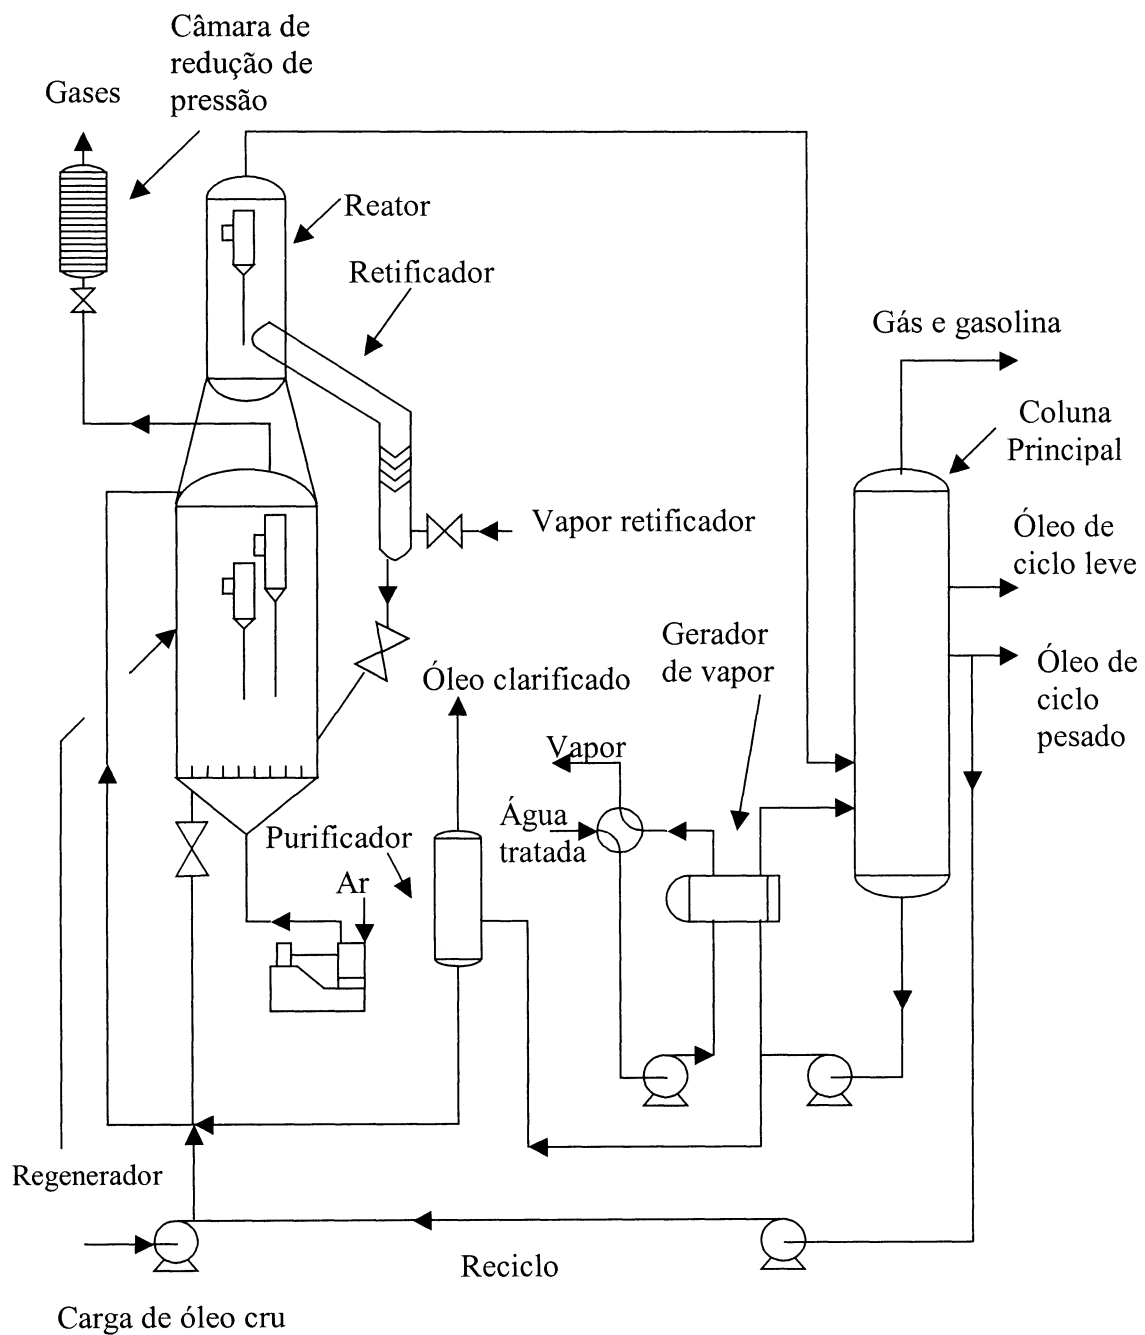 Câmara de
redução de
pressão
Gases
Reator
Retificador
Gás e gasolina
Coluna
Principal
Vapor retificador
Óleo de
ciclo leve
Gerador
de vapor
Óleo clarificado
Óleo de
ciclo
pesado
Vapor
Água
tratada
Purificador
Ar
Regenerador
Reciclo
Carga de óleo cru